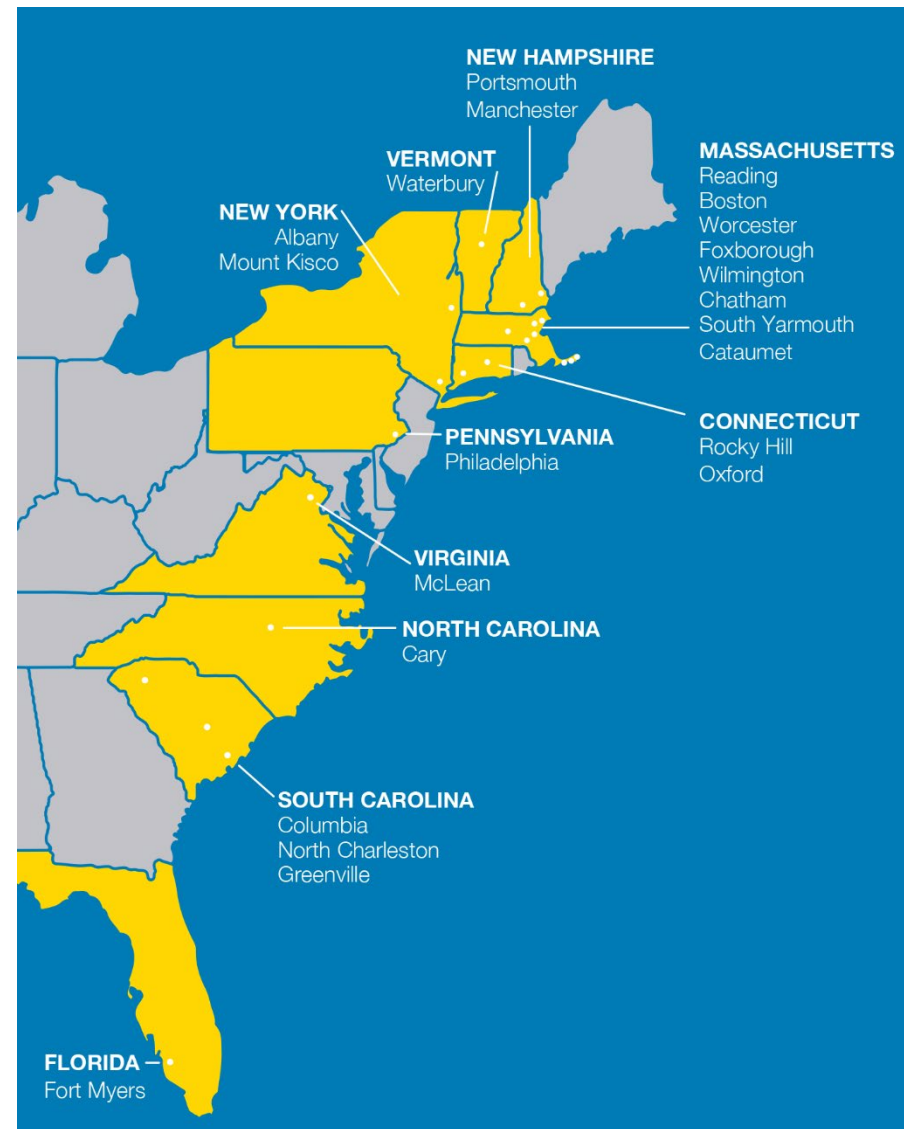 NEW HAMPSHIRE
Portsmouth
Manchester
VERMONT
Waterbury
NEW YORK
Albany
Mount Kisco
MASSACHUSETTS
Reading
Boston
Worcester
Foxborough
Wilmington
Chatham
South Yarmouth
Cataumet
CONNECTICUT
Rocky Hill
Oxford
PENNSYLVANIA
Philadelphia
VIRGINIA
McLean
NORTH CAROLINA
Cary
SOUTH CAROLINA
Columbia
North Charleston
Greenville
FLORIDA
Fort Myers